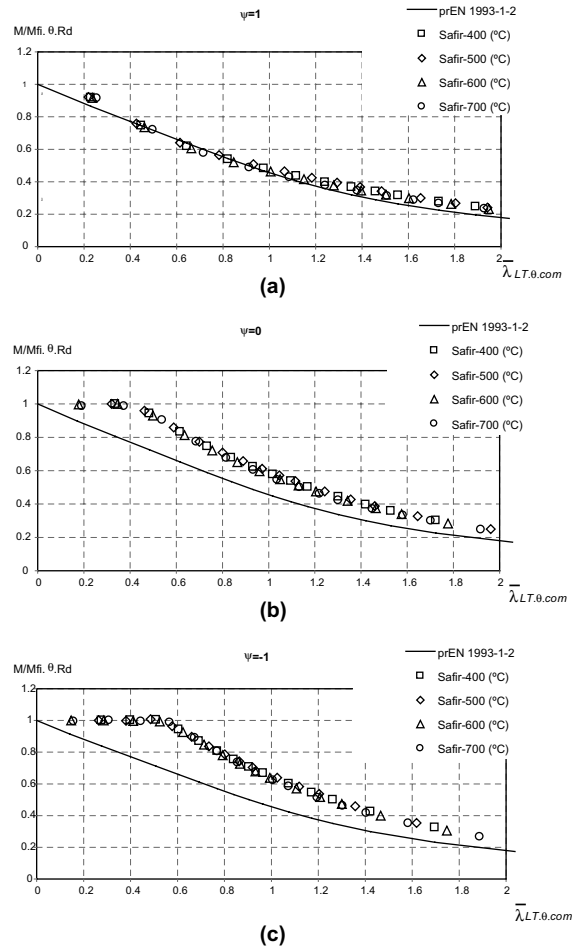 ψ=1
prEN 1993-1-2
M/Mfi. θ.Rd
Safir-400 (ºC)
Safir-500 (ºC)
Safir-600 (ºC)
Safir-700 (ºC)
1.2
1
0.8
0.6
0.4
0.2
0
0 0.2 0.4 0.6 0.8 1 1.2 1.4 1.6 1.8 2
λLT.θ.com
(a)
ψ=0
prEN 1993-1-2
M/Mfi. θ.Rd
Safir-400 (ºC)
Safir-500 (ºC)
Safir-600 (ºC)
Safir-700 (ºC)
1.2
1
0.8
0.6
0.4
0.2
0
0 0.2 0.4 0.6 0.8 1 1.2 1.4 1.6 1.8 2
λLT.θ.com
(b)
ψ=-1
prEN 1993-1-2
M/Mfi. θ.Rd
Safir-400 (ºC)
Safir-500 (ºC)
Safir-600 (ºC)
Safir-700 (ºC)
1.2
1
0.8
0.6
0.4
0.2
0
0 0.2 0.4 0.6 0.8 1 1.2 1.4 1.6 1.8 2
λLT.θ.com
(c)